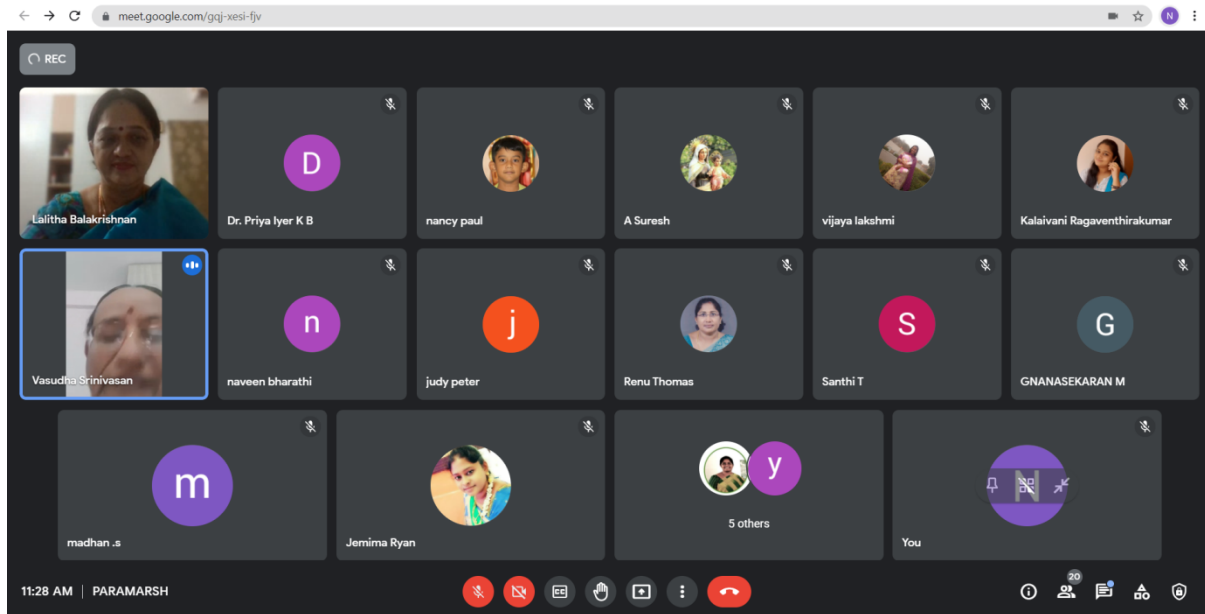 meet.google.com/gqj-xesi-fjv
N
REC
Lalitha Balakrishnan
D
Dr. Priya Iyer K B
nancy paul
A Suresh
vijaya lakshmi
Kalaivani Ragaventhirakumar
Vasudha Srinivasan
n
naveen bharathi
j
judy peter
Renu Thomas
S
Santhi T
G
GNANASEKARAN M
m
madhan .s
Jemima Ryan
y
5 others
N
You
11:28 AM | PARAMARSH
CC
20